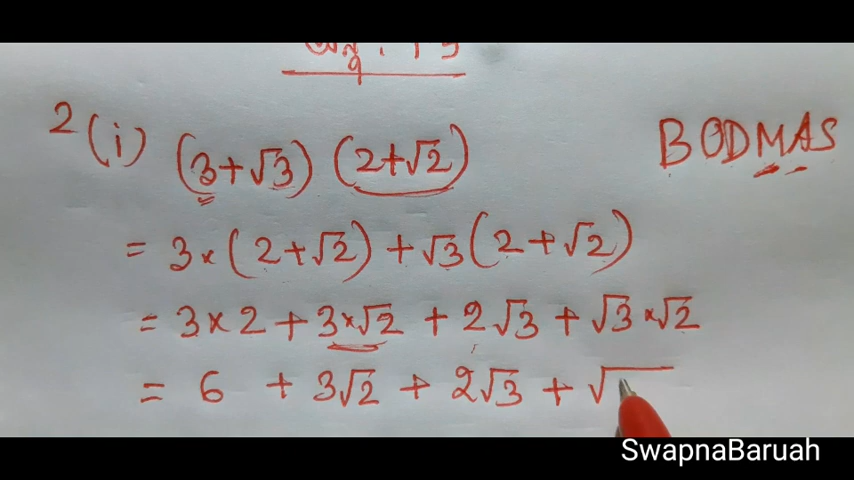 2 (i) (3+√3) (2+√2) BODMAS
= 3×(2+√2) + √3(2+√2)
= 3×2 + 3×√2 + 2√3 + √3×√2
= 6 + 3√2 + 2√3 + √
SwapnaBaruah